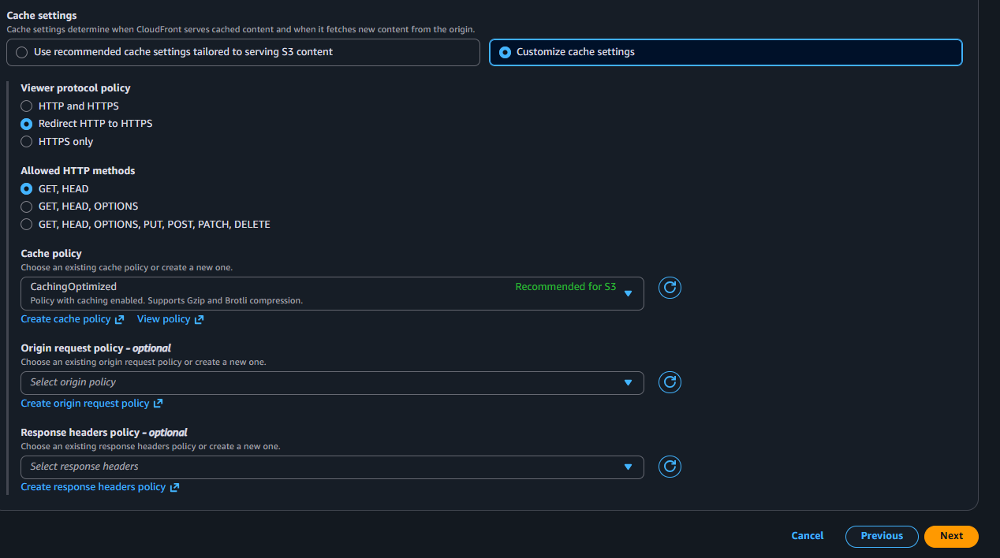 Cache settings
Cache settings determine when CloudFront serves cached content and when it fetches new content from the origin.
Use recommended cache settings tailored to serving S3 content
Customize cache settings
Viewer protocol policy
HTTP and HTTPS
Redirect HTTP to HTTPS
HTTPS only
Allowed HTTP methods
GET, HEAD
GET, HEAD, OPTIONS
GET, HEAD, OPTIONS, PUT, POST, PATCH, DELETE
Cache policy
Choose an existing cache policy or create a new one.
CachingOptimized
Recommended for S3
Policy with caching enabled. Supports Gzip and Brotli compression.
Create cache policy
View policy
Origin request policy - optional
Choose an existing origin request policy or create a new one.
Select origin policy
Create origin request policy
Response headers policy - optional
Choose an existing response headers policy or create a new one.
Select response headers
Create response headers policy
Cancel
Previous
Next